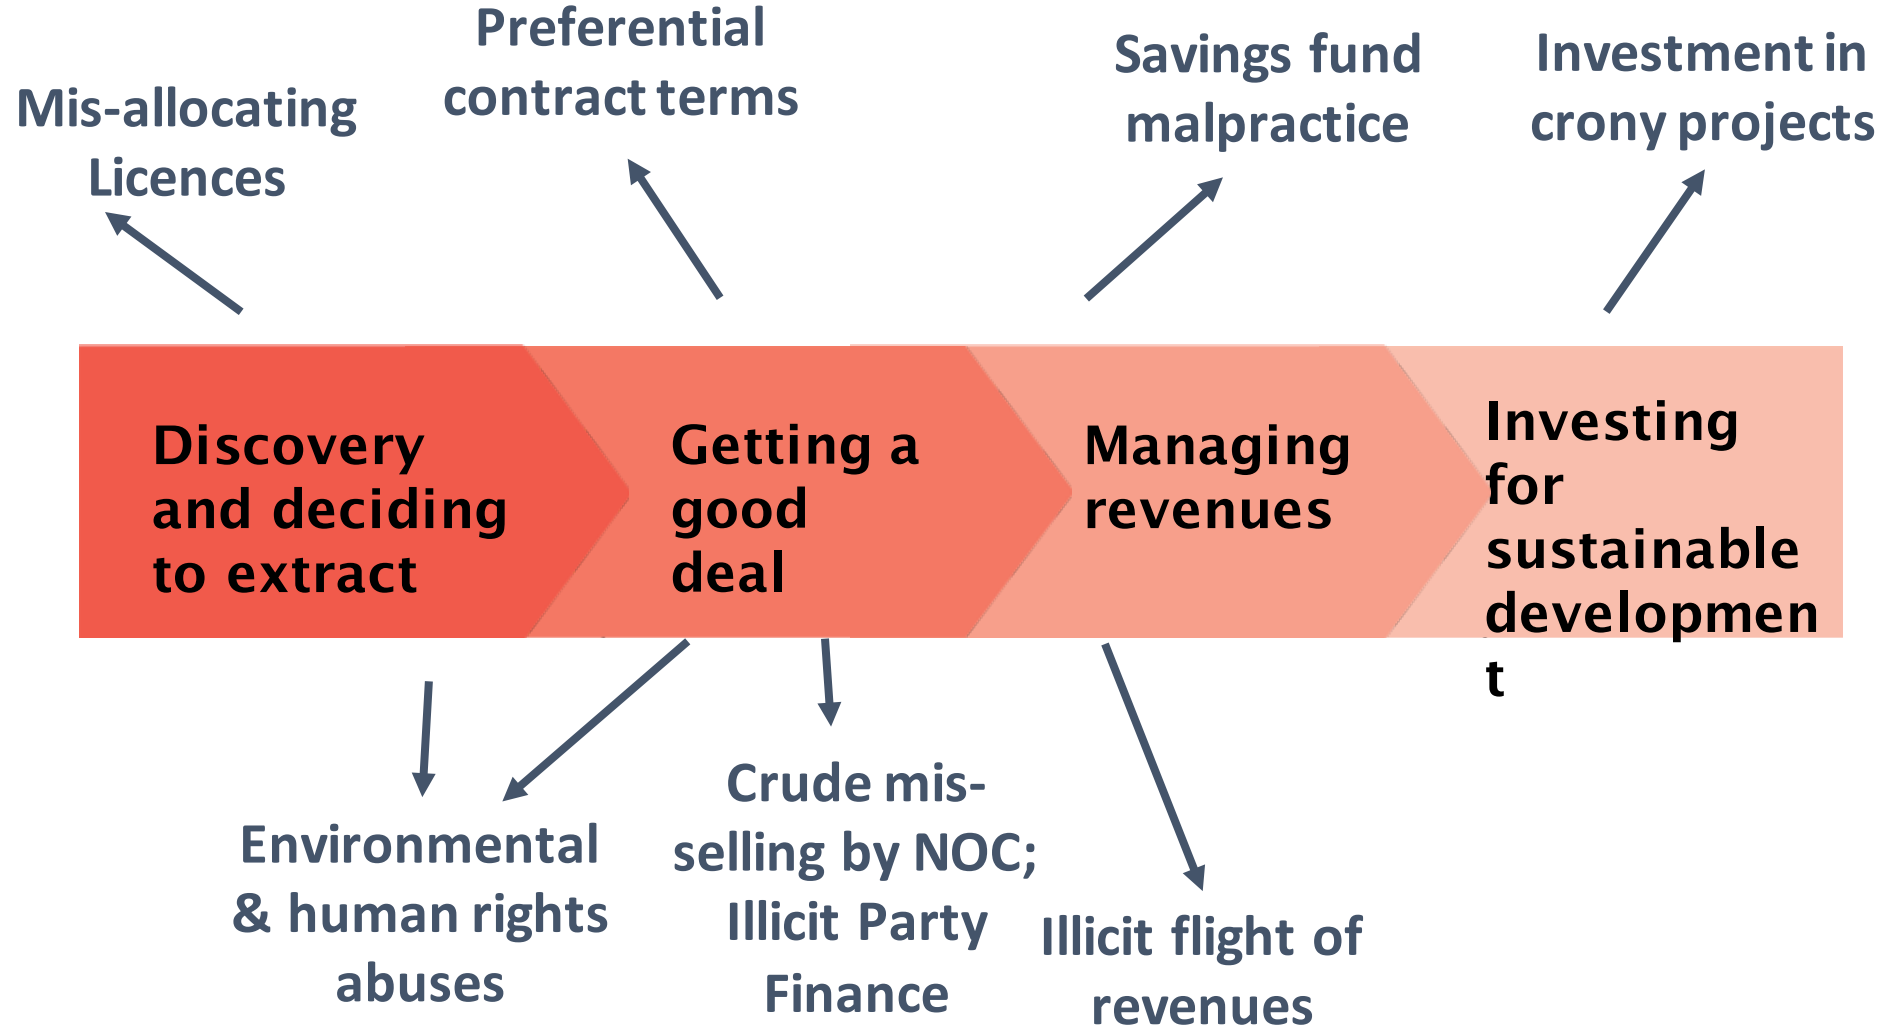 Mis-allocating
Licences
Preferential
contract terms
Savings fund
malpractice
Investment in
crony projects
Discovery
and deciding
to extract
Getting a
good
deal
Managing
revenues
Investing
for
sustainable
developmen
t
Environmental
& human rights
abuses
Crude mis-
selling by NOC;
Illicit Party
Finance
Illicit flight of
revenues